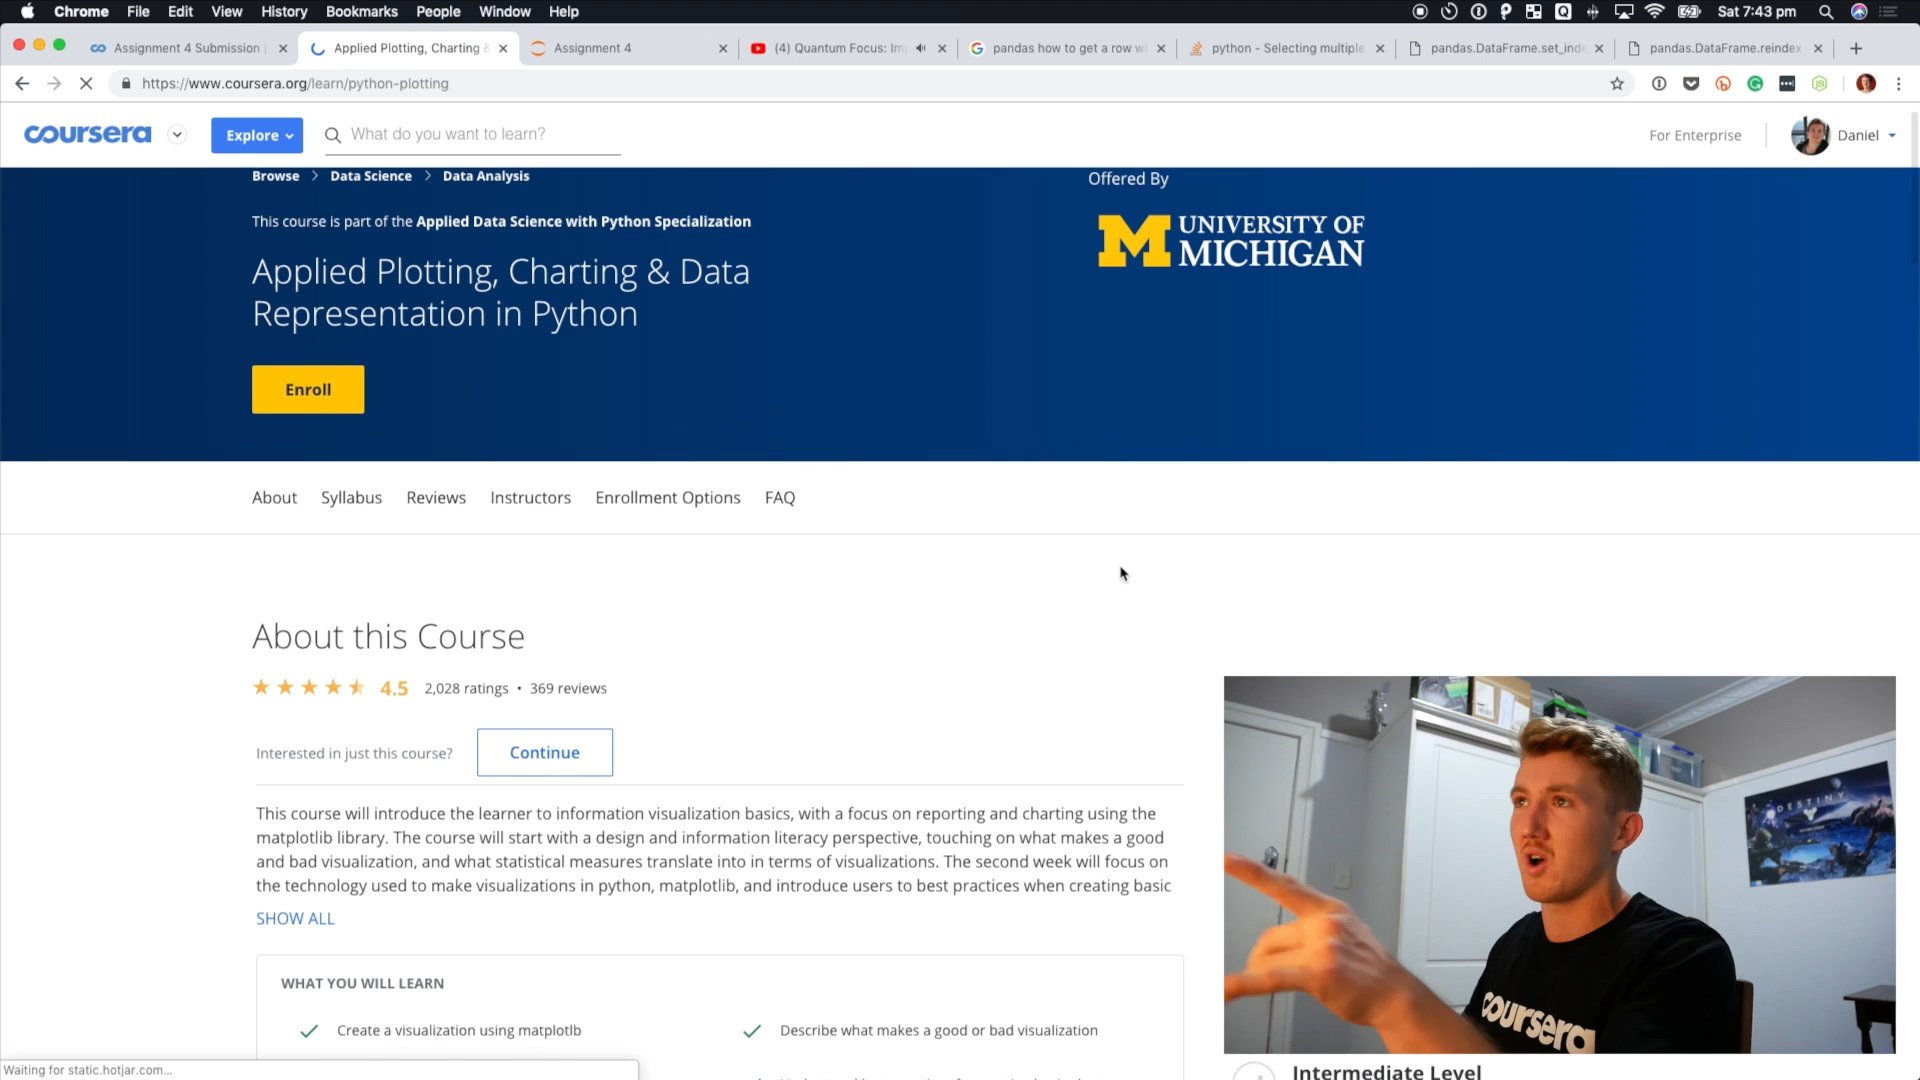 Chrome File Edit View History Bookmarks People Window Help Sat 7:43 pm
Assignment 4 Submission | Applied Plotting, Charting & Assignment 4 (4) Quantum Focus: Im pandas how to get a row wi python - Selecting multiple pandas.DataFrame.set_inde pandas.DataFrame.reindex
https://www.coursera.org/learn/python-plotting
coursera Explore What do you want to learn? For Enterprise Daniel
Browse > Data Science > Data Analysis
Offered By
This course is part of the Applied Data Science with Python Specialization
M UNIVERSITY OF
MICHIGAN
Applied Plotting, Charting & Data
Representation in Python
Enroll
About Syllabus Reviews Instructors Enrollment Options FAQ
About this Course
4.5 2,028 ratings • 369 reviews
Interested in just this course? Continue
This course will introduce the learner to information visualization basics, with a focus on reporting and charting using the
matplotlib library. The course will start with a design and information literacy perspective, touching on what makes a good
and bad visualization, and what statistical measures translate into in terms of visualizations. The second week will focus on
the technology used to make visualizations in python, matplotlib, and introduce users to best practices when creating basic
SHOW ALL
WHAT YOU WILL LEARN
Create a visualization using matplotlb
Describe what makes a good or bad visualization
DESTINY
coursera
Intermediate Level
Waiting for static.hotjar.com...